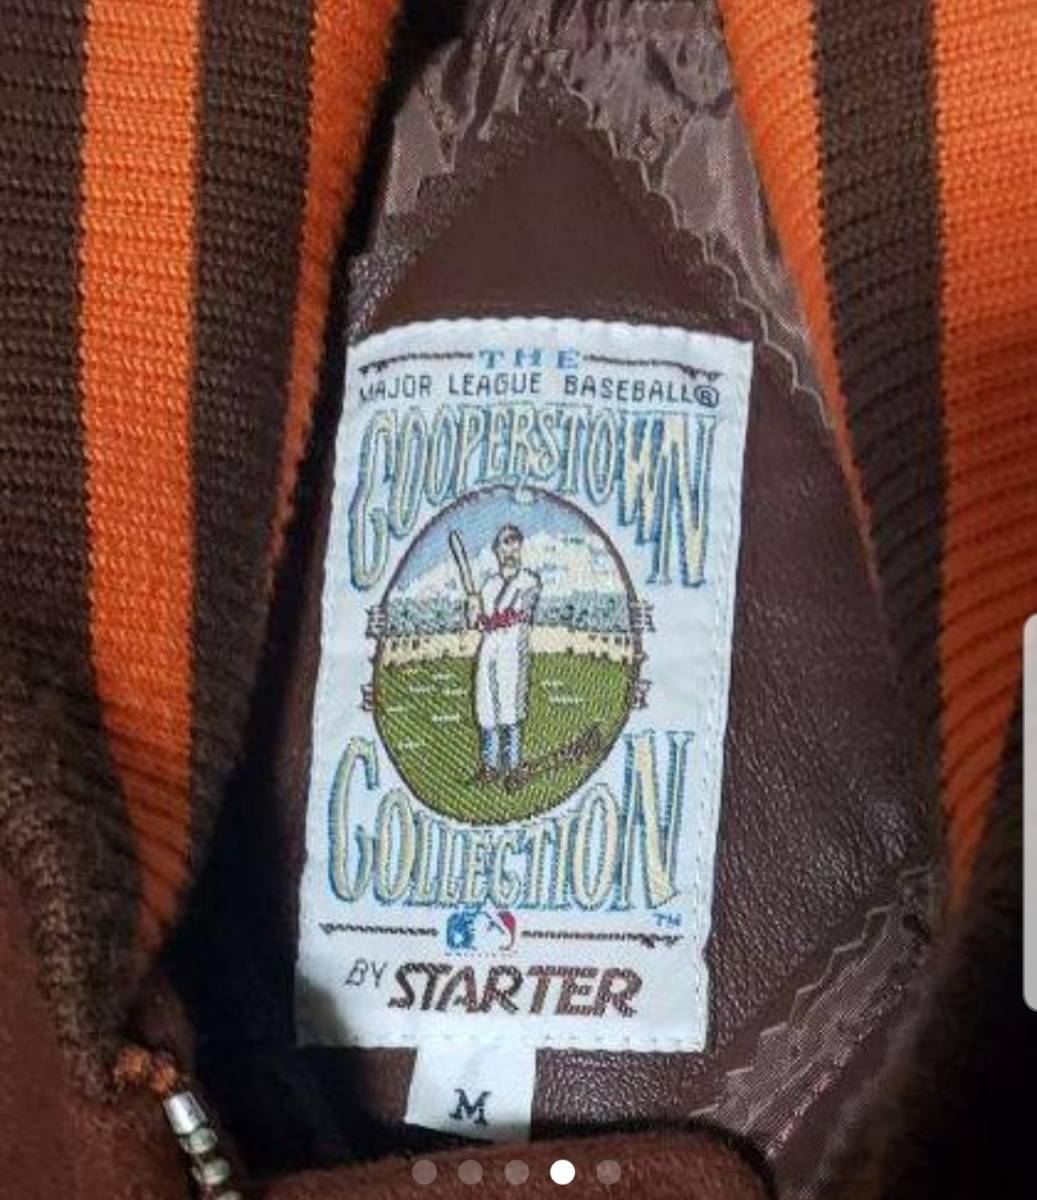 THE
MAJOR LEAGUE BASEBALL®
COOPERSTOWN
COLLECTION
TM
BY STARTER
M